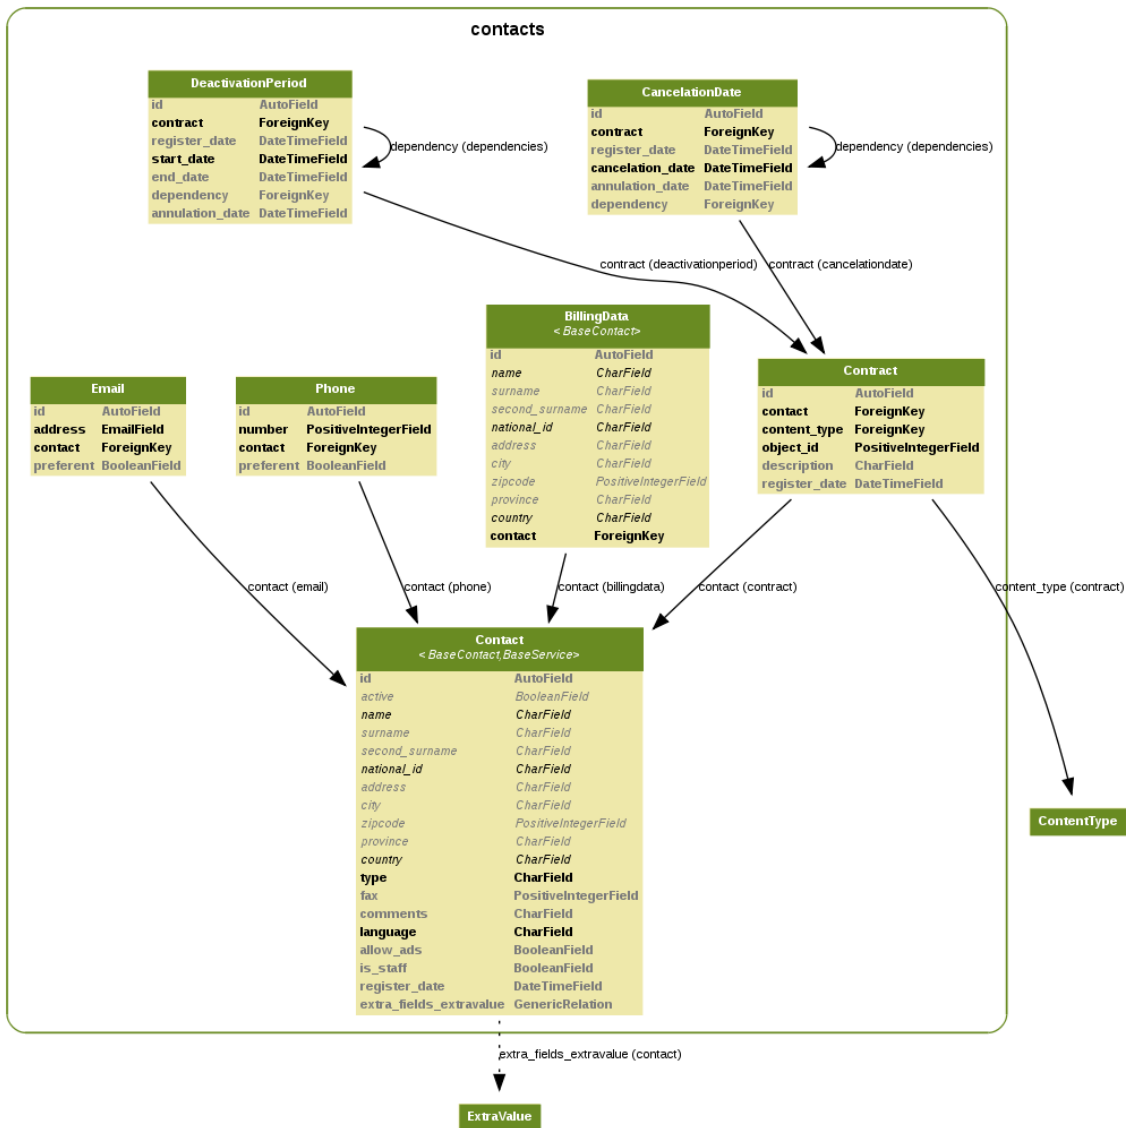 contacts
DeactivationPeriod
id AutoField
contract ForeignKey
register_date DateTimeField
start_date DateTimeField
end_date DateTimeField
dependency ForeignKey
annulation_date DateTimeField
dependency (dependencies)
CancelationDate
id AutoField
contract ForeignKey
register_date DateTimeField
cancelation_date DateTimeField
annulation_date DateTimeField
dependency ForeignKey
dependency (dependencies)
contract (deactivationperiod)
contract (cancelationdate)
Email
id AutoField
address EmailField
contact ForeignKey
preferent BooleanField
Phone
id AutoField
number PositiveIntegerField
contact ForeignKey
preferent BooleanField
BillingData
<BaseContact>
id AutoField
name CharField
surname CharField
second_surname CharField
national_id CharField
address CharField
city CharField
zipcode PositiveIntegerField
province CharField
country CharField
contact ForeignKey
Contract
id AutoField
contact ForeignKey
content_type ForeignKey
object_id PositiveIntegerField
description CharField
register_date DateTimeField
contact (email)
contact (phone)
contact (billingdata)
contact (contract)
content_type (contract)
Contact
<BaseContact,BaseService>
id AutoField
active BooleanField
name CharField
surname CharField
second_surname CharField
national_id CharField
address CharField
city CharField
zipcode PositiveIntegerField
province CharField
country CharField
type CharField
fax PositiveIntegerField
comments CharField
language CharField
allow_ads BooleanField
is_staff BooleanField
register_date DateTimeField
extra_fields_extravalue GenericRelation
ContentType
extra_fields_extravalue (contact)
ExtraValue